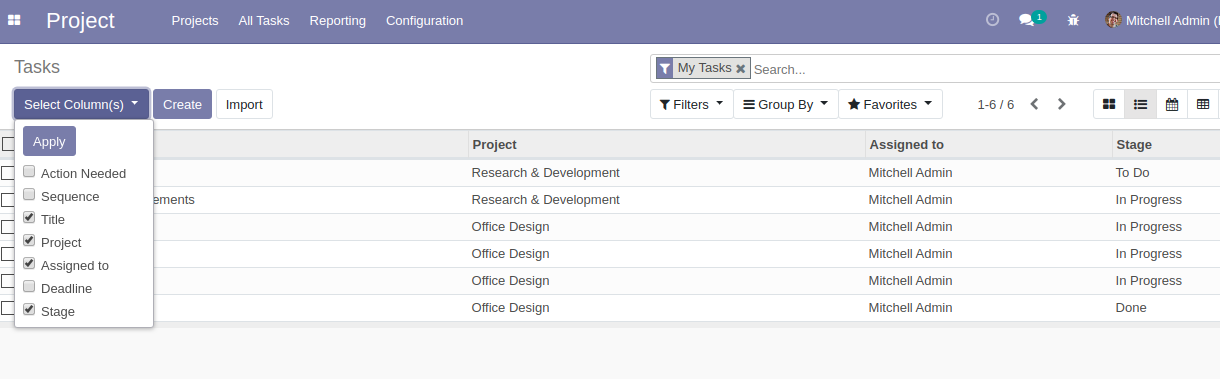 Project Projects All Tasks Reporting Configuration 1 Mitchell Admin (
Tasks
My Tasks Search...
Select Column(s) Create Import Filters Group By Favorites 1-6 / 6
Apply
Project Assigned to Stage
Action Needed
Research & Development Mitchell Admin To Do
Sequence
ements Research & Development Mitchell Admin In Progress
Title
Office Design Mitchell Admin In Progress
Project
Office Design Mitchell Admin In Progress
Assigned to
Office Design Mitchell Admin In Progress
Deadline
Office Design Mitchell Admin Done
Stage